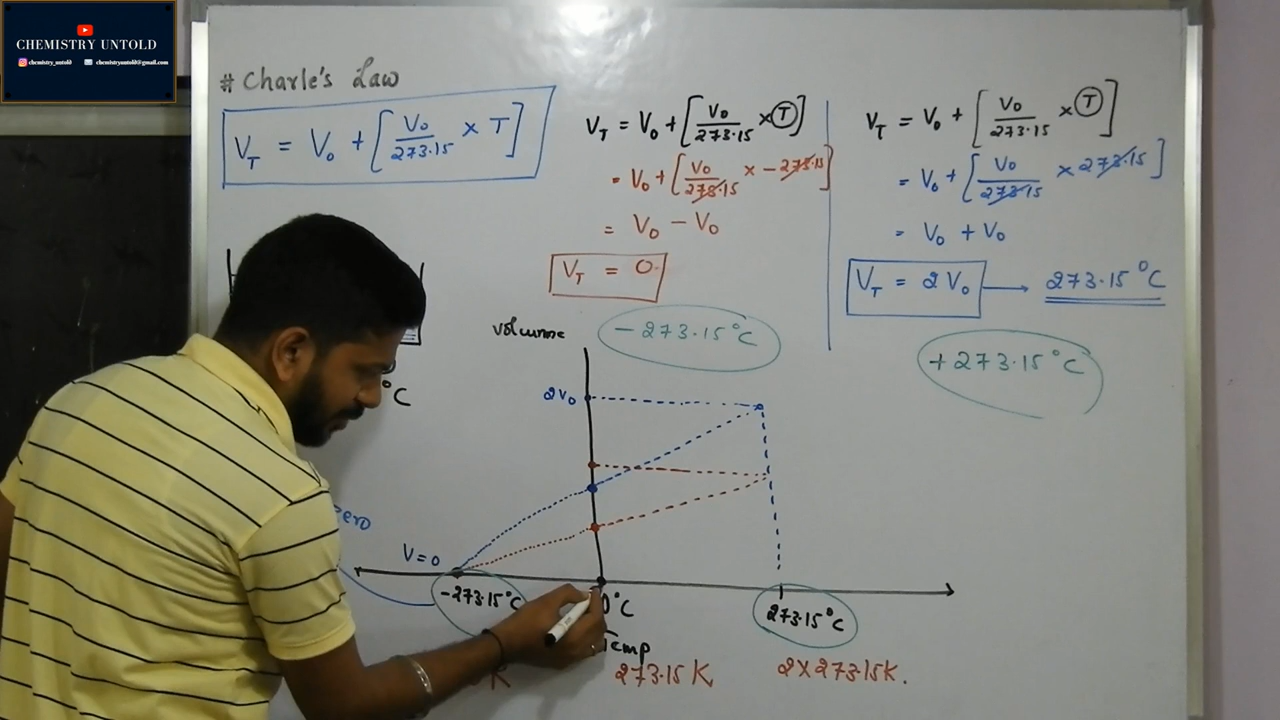 CHEMISTRY UNTOLD
chemistry_untold chemistryuntold@gmail.com
# Charle's Law
V_T = V_0 + [V_0/273.15 × T]
V_T = V_0 + [V_0/273.15 × T]
= V_0 + [V_0/273.15 × -273.15]
= V_0 - V_0
V_T = 0.
-273.15°C
V_T = V_0 + [V_0/273.15 × T]
= V_0 + [V_0/273.15 × 273.15]
= V_0 + V_0
V_T = 2V_0 → 273.15°C
+273.15°C
°C
volume
2V_0
zero
V=0
-273.15°C
0°C
273.15°C
Temp
K
273.15 K
2×273.15K.